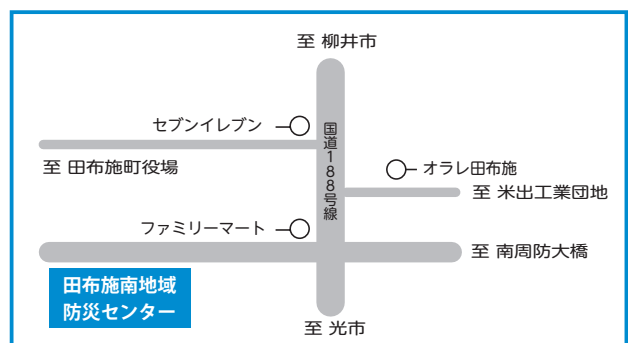 至 柳井市
セブンイレブン
国道188号線
至 田布施町役場
オラレ田布施
至 米出工業団地
ファミリーマート
至 南周防大橋
田布施南地域
防災センター
至 光市